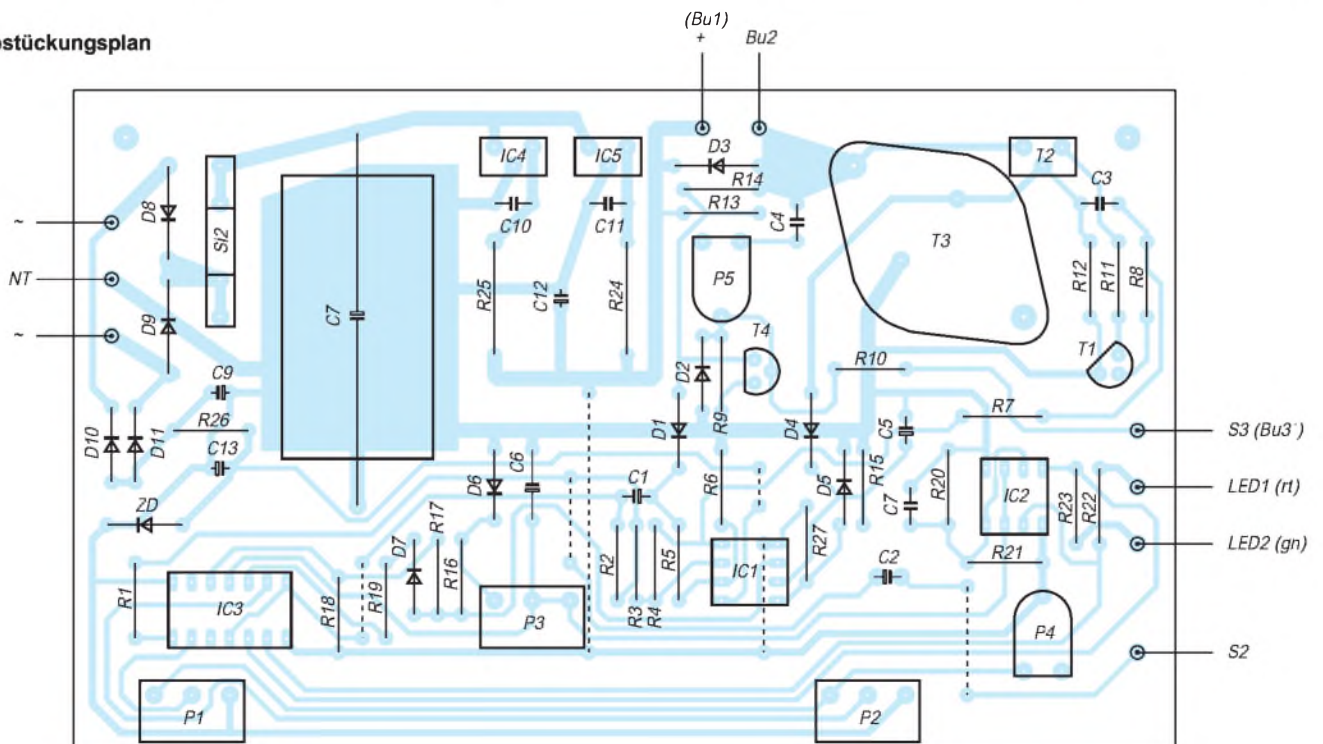 stückungsplan
(Bu1)
+
Bu2
IC4
IC5
D3
R14
R13
T2
C3
D8
Si2
C10
C11
C4
~
NT
~
T3
P5
R12
R11
R8
C7
R25
C12
R24
D9
T4
T1
C9
D2
R10
R26
D10
D11
C13
D1
R9
D4
C5
R7
S3 (Bu3´)
D6
C6
C1
R6
D5
R15
C7
R20
IC2
R23
R22
LED1 (rt)
ZD
R17
D7
R16
R2
R3
R4
R5
IC1
R27
C2
R21
LED2 (gn)
R1
IC3
R18
R19
P3
P4
S2
P1
P2